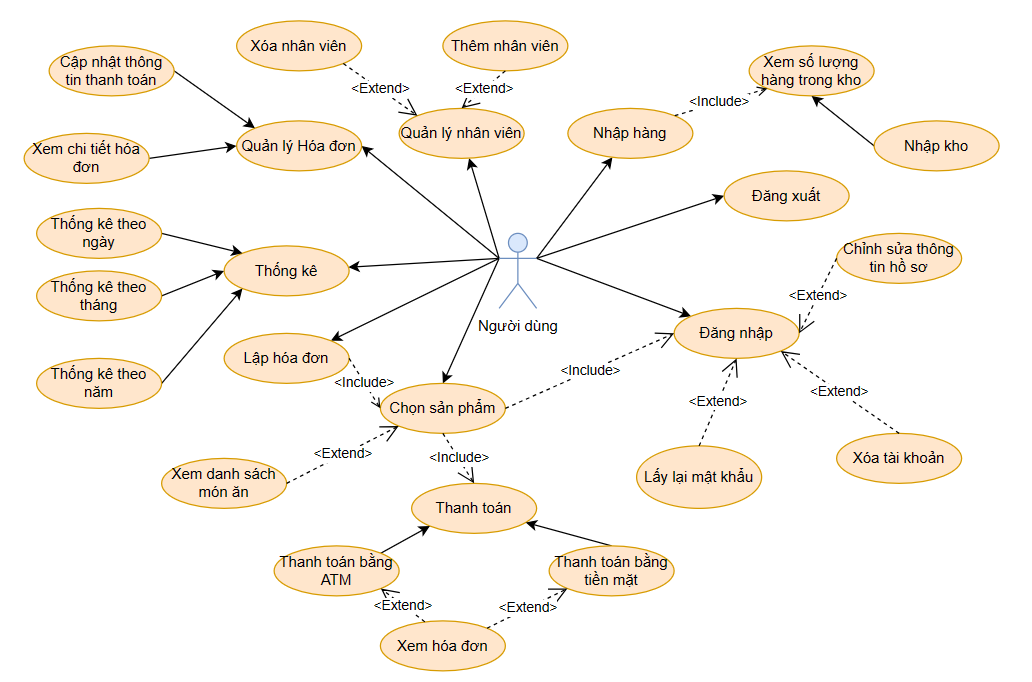 Xóa nhân viên
Thêm nhân viên
Cập nhật thông
tin thanh toán
Xem số lượng
hàng trong kho
<Extend>
<Extend>
<Include>
Quản lý Hóa đơn
Quản lý nhân viên
Nhập hàng
Nhập kho
Xem chi tiết hóa
đơn
Đăng xuất
Thống kê theo
ngày
Chỉnh sửa thông
tin hồ sơ
Thống kê
Thống kê theo
tháng
<Extend>
Người dùng
Đăng nhập
Lập hóa đơn
<Include>
<Include>
Thống kê theo
năm
<Extend>
<Extend>
Chọn sản phẩm
<Extend>
<Include>
Xem danh sách
món ăn
Lấy lại mật khẩu
Xóa tài khoản
Thanh toán
Thanh toán bằng
ATM
Thanh toán bằng
tiền mặt
<Extend>
<Extend>
Xem hóa đơn